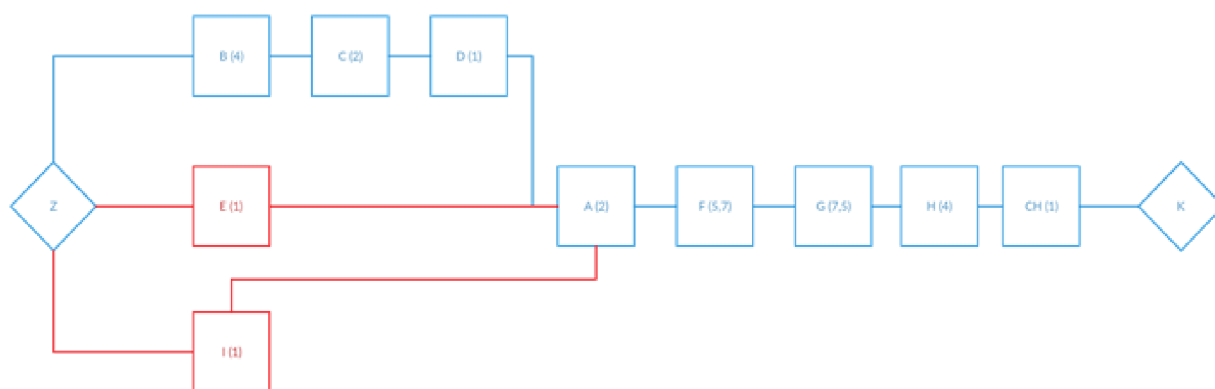 B (4)
C (2)
D (1)
Z
E (1)
A (2)
F (5,7)
G (7,5)
H (4)
CH (1)
K
I (1)